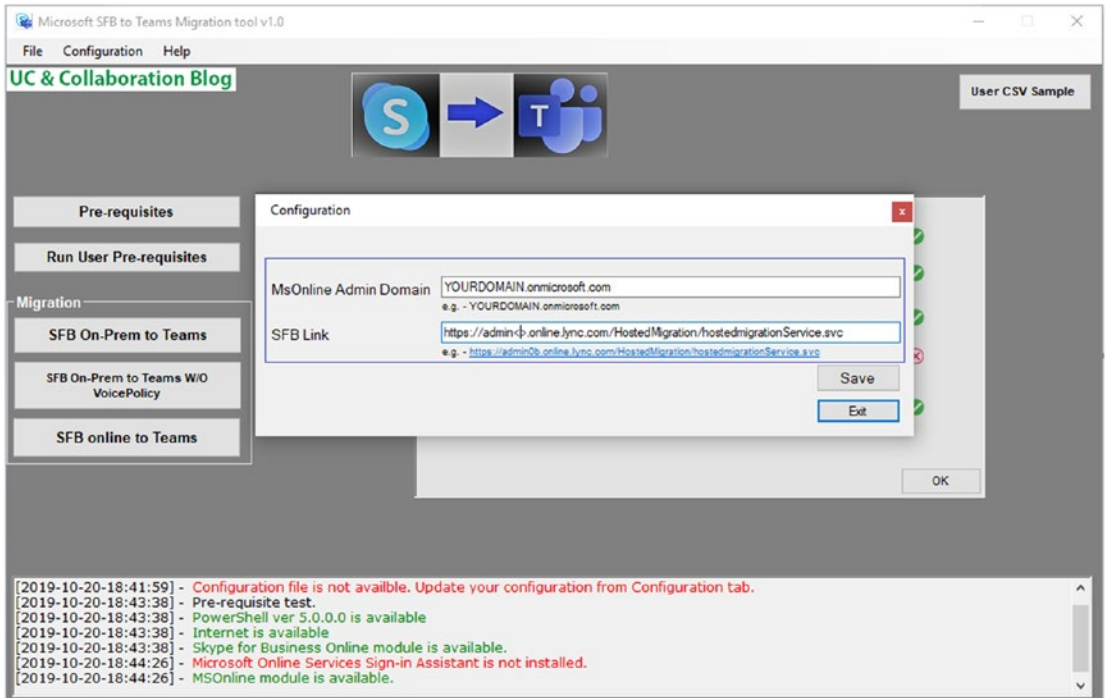 Microsoft SFB to Teams Migration tool v1.0
File Configuration Help
UC & Collaboration Blog
S
T
User CSV Sample
Pre-requisites
Run User Pre-requisites
Migration
SFB On-Prem to Teams
SFB On-Prem to Teams W/O
VoicePolicy
SFB online to Teams
Configuration
x
MsOnline Admin Domain
YOURDOMAIN.onmicrosoft.com
e.g. - YOURDOMAIN.onmicrosoft.com
SFB Link
https://admin<>.online.lync.com/HostedMigration/hostedmigrationService.svc
e.g. - https://admin0b.online.lync.com/HostedMigration/hostedmigrationService.svc
Save
Exit
OK
[2019-10-20-18:41:59] - Configuration file is not availble. Update your configuration from Configuration tab.
[2019-10-20-18:43:38] - Pre-requisite test.
[2019-10-20-18:43:38] - PowerShell ver 5.0.0.0 is available
[2019-10-20-18:43:38] - Internet is available
[2019-10-20-18:43:38] - Skype for Business Online module is available.
[2019-10-20-18:44:26] - Microsoft Online Services Sign-in Assistant is not installed.
[2019-10-20-18:44:26] - MSOnline module is available.